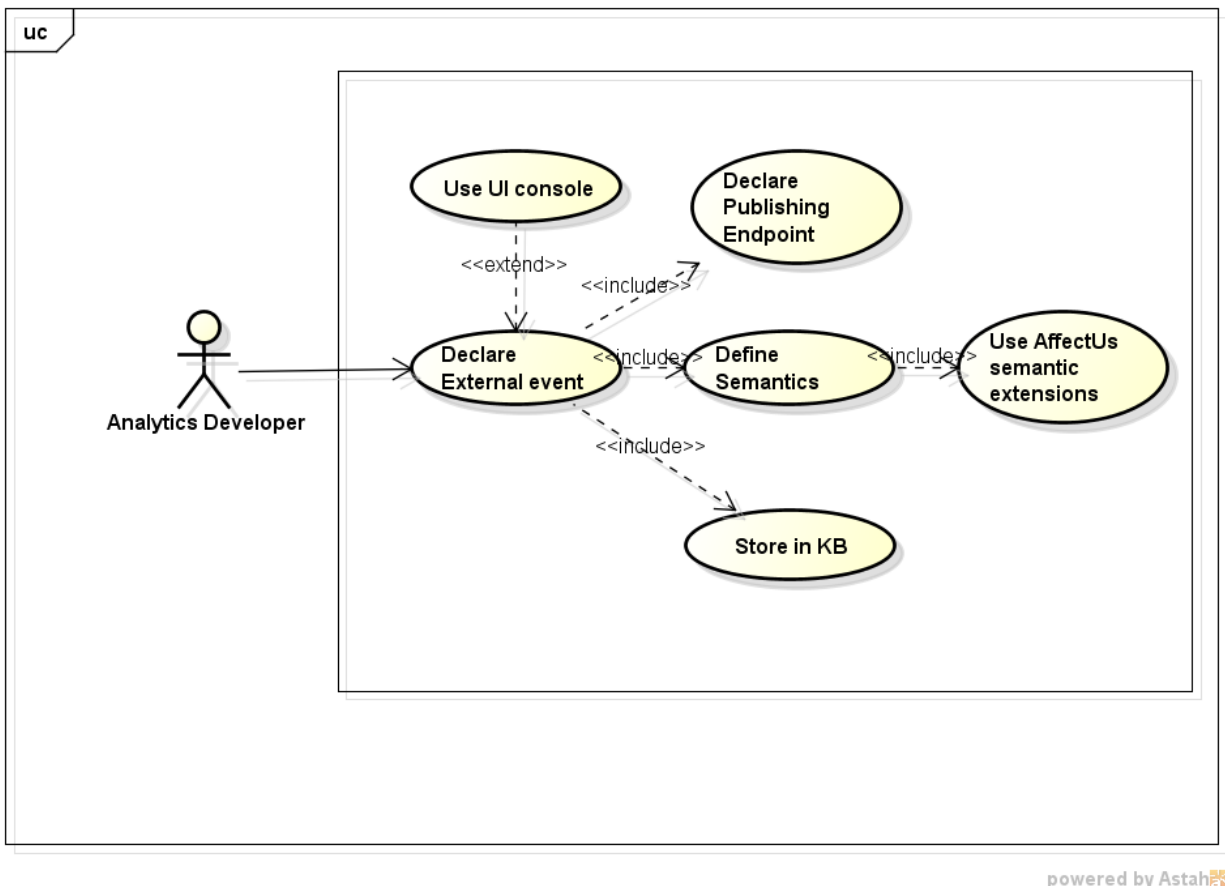 uc
Use UI console
Declare
Publishing
Endpoint
<<extend>>
<<include>>
Analytics Developer
Declare
External event
<<include>>
Define
Semantics
<<include>>
Use AffectUs
semantic
extensions
<<include>>
Store in KB
powered by Astah